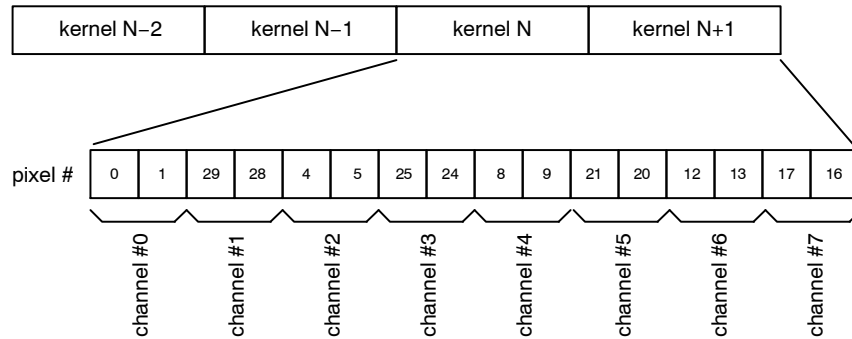 kernel N−2 kernel N−1 kernel N kernel N+1
pixel # 0 1 29 28 4 5 25 24 8 9 21 20 12 13 17 16
channel #0
channel #1
channel #2
channel #3
channel #4
channel #5
channel #6
channel #7